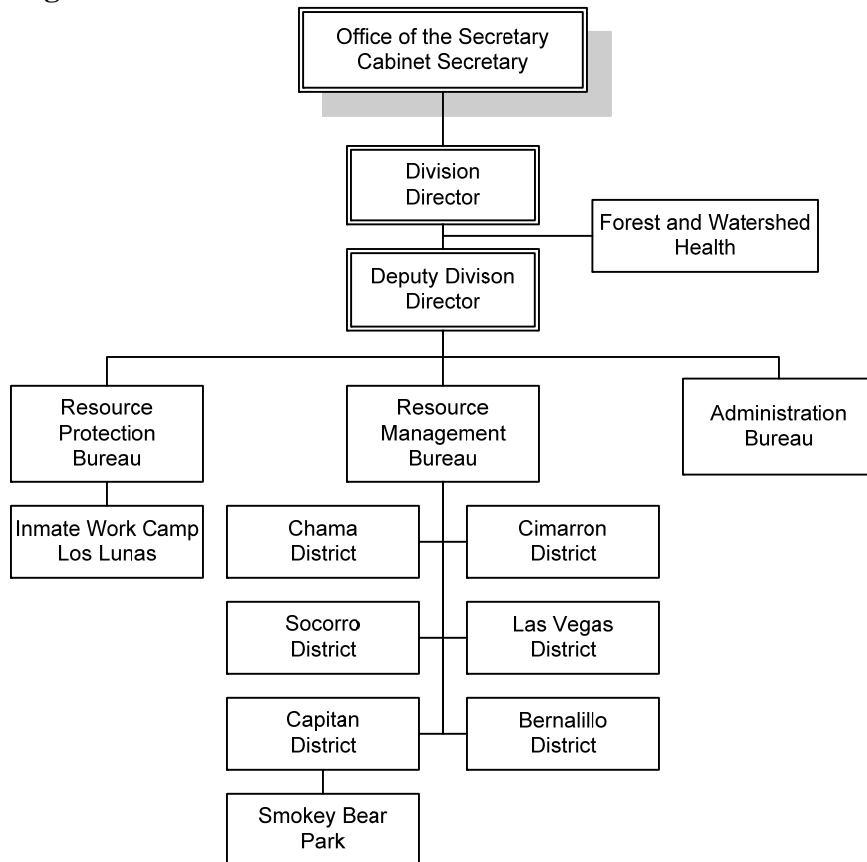 Office of the Secretary
Cabinet Secretary
Division
Director
Forest and Watershed
Health
Deputy Divison
Director
Resource
Protection
Bureau
Resource
Management
Bureau
Administration
Bureau
Inmate Work Camp
Los Lunas
Chama
District
Cimarron
District
Socorro
District
Las Vegas
District
Capitan
District
Bernalillo
District
Smokey Bear
Park